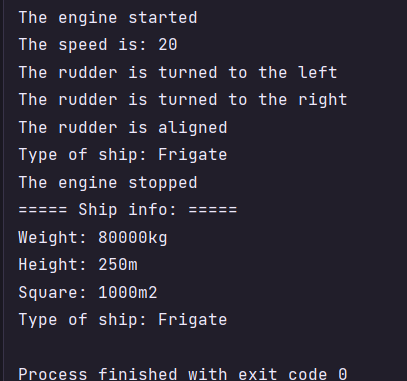 The engine started
The speed is: 20
The rudder is turned to the left
The rudder is turned to the right
The rudder is aligned
Type of ship: Frigate
The engine stopped
===== Ship info: =====
Weight: 80000kg
Height: 250m
Square: 1000m2
Type of ship: Frigate
Process finished with exit code 0